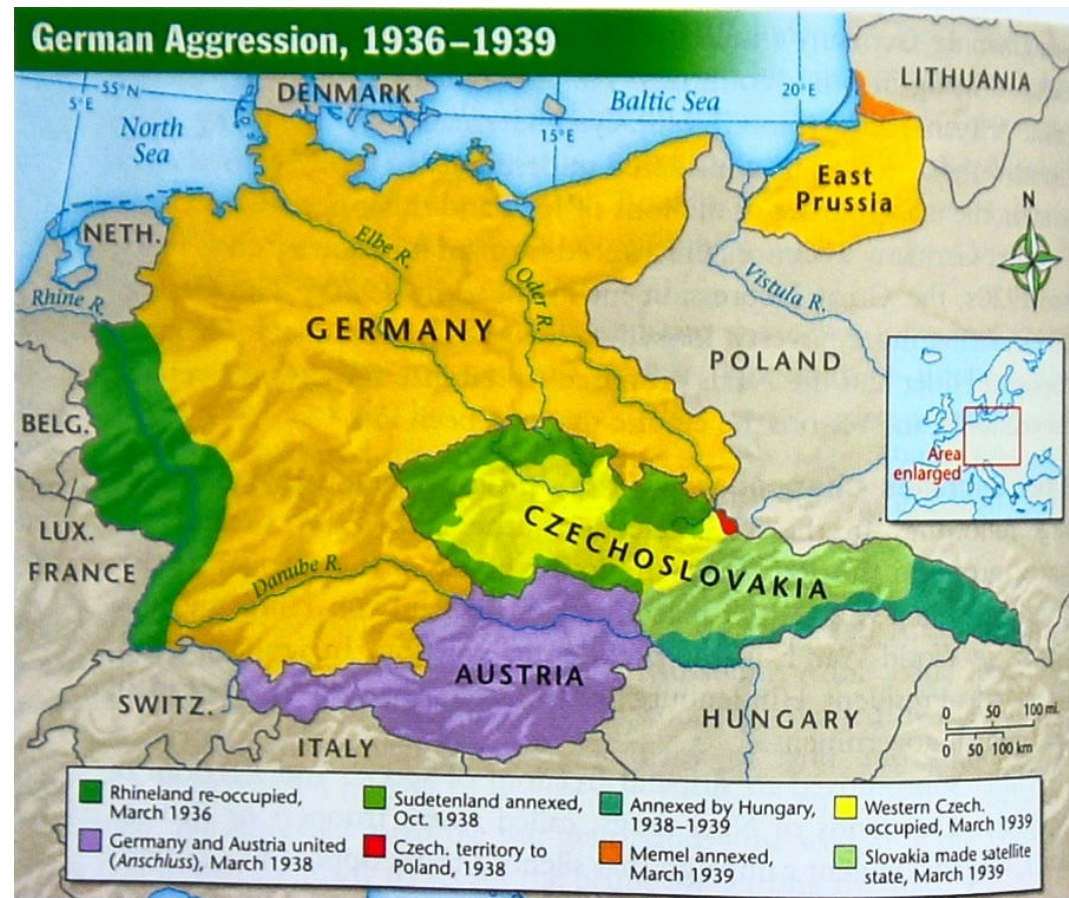 German Aggression, 1936–1939
LITHUANIA
DENMARK
Baltic Sea
20°E
55°N
5°E
North
Sea
15°E
East
Prussia
N
NETH.
Elbe R.
Oder R.
Vistula R.
Rhine R.
GERMANY
POLAND
BELG.
Area
enlarged
LUX.
CZECHOSLOVAKIA
FRANCE
Danube R.
AUSTRIA
SWITZ.
HUNGARY
ITALY
0 50 100 mi.
0 50 100 km
Rhineland re-occupied,
March 1936
Germany and Austria united
(Anschluss), March 1938
Sudetenland annexed,
Oct. 1938
Czech. territory to
Poland, 1938
Annexed by Hungary,
1938–1939
Memel annexed,
March 1939
Western Czech.
occupied, March 1939
Slovakia made satellite
state, March 1939